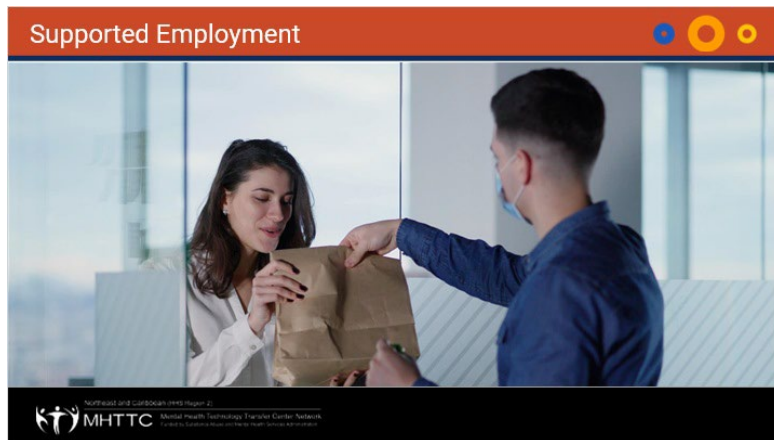 Supported Employment
Northeast and Caribbean (HHS Region 2)
MHTTC
Mental Health Technology Transfer Center Network
Funded by Substance Abuse and Mental Health Services Administration